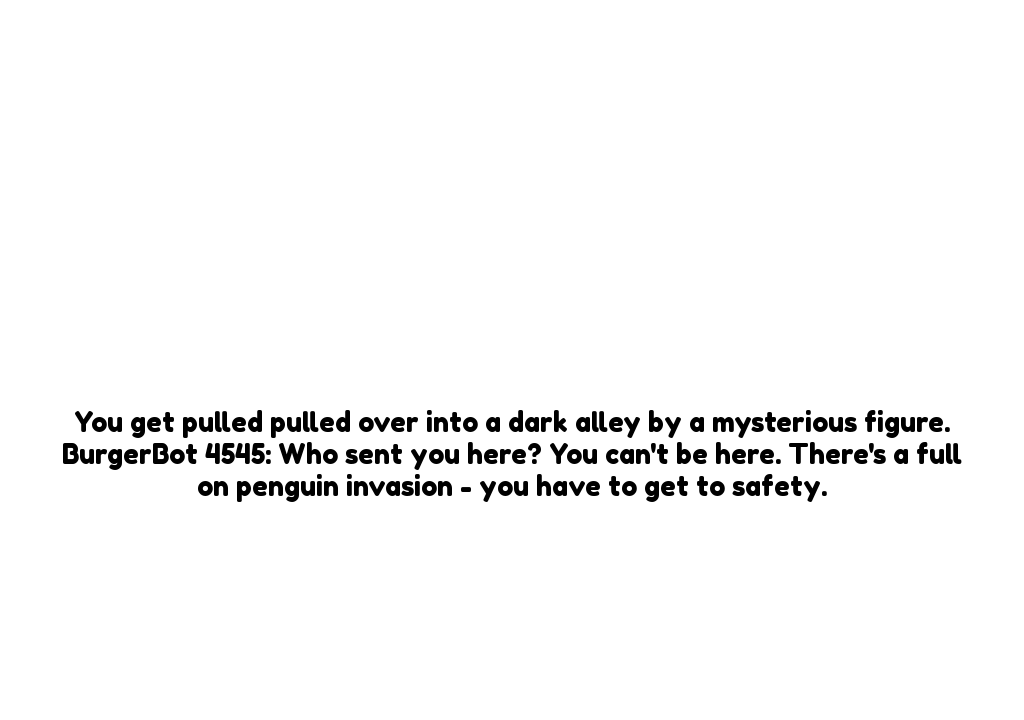 You get pulled pulled over into a dark alley by a mysterious figure.
BurgerBot 4545: Who sent you here? You can't be here. There's a full
on penguin invasion - you have to get to safety.